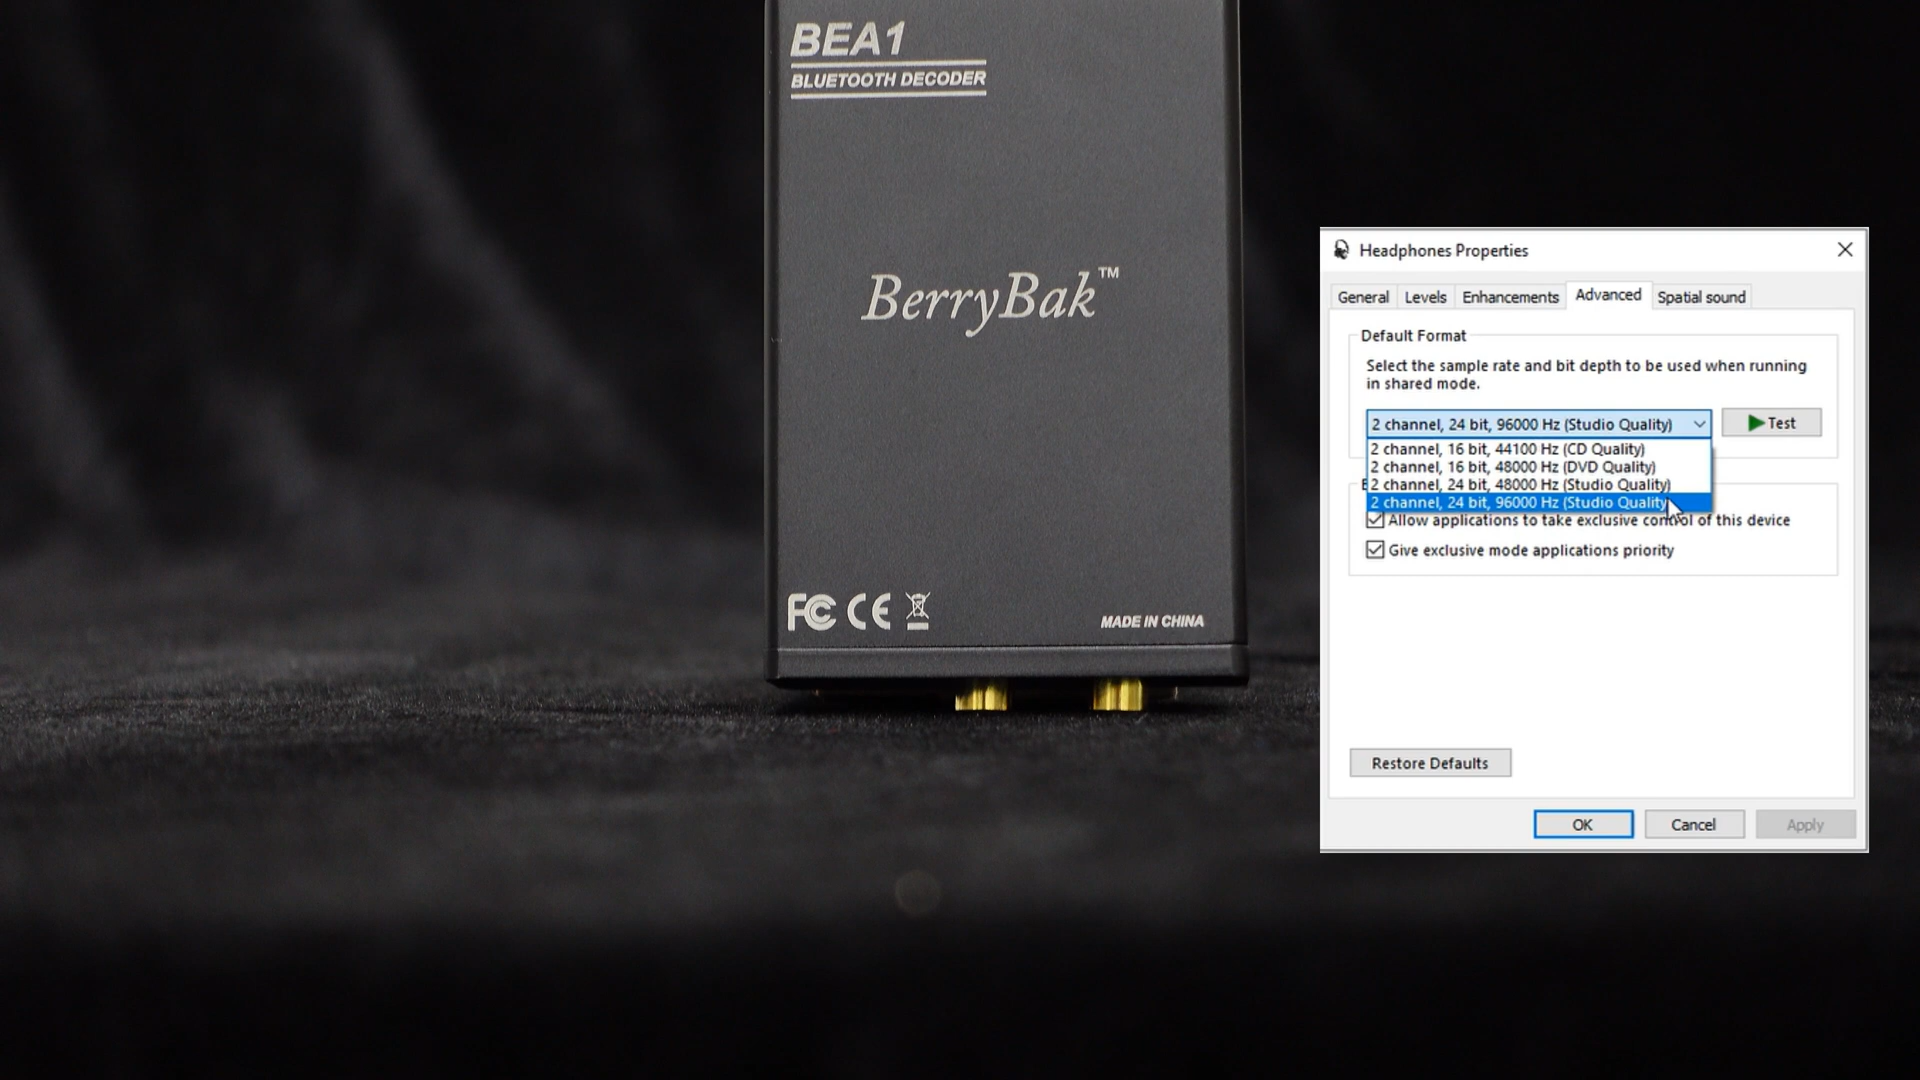 BEA1
BLUETOOTH DECODER
BerryBak™
FC CE
MADE IN CHINA
Headphones Properties
General Levels Enhancements Advanced Spatial sound
Default Format
Select the sample rate and bit depth to be used when running
in shared mode.
2 channel, 24 bit, 96000 Hz (Studio Quality)
Test
2 channel, 16 bit, 44100 Hz (CD Quality)
2 channel, 16 bit, 48000 Hz (DVD Quality)
2 channel, 24 bit, 48000 Hz (Studio Quality)
2 channel, 24 bit, 96000 Hz (Studio Quality)
Allow applications to take exclusive control of this device
Give exclusive mode applications priority
Restore Defaults
OK Cancel Apply